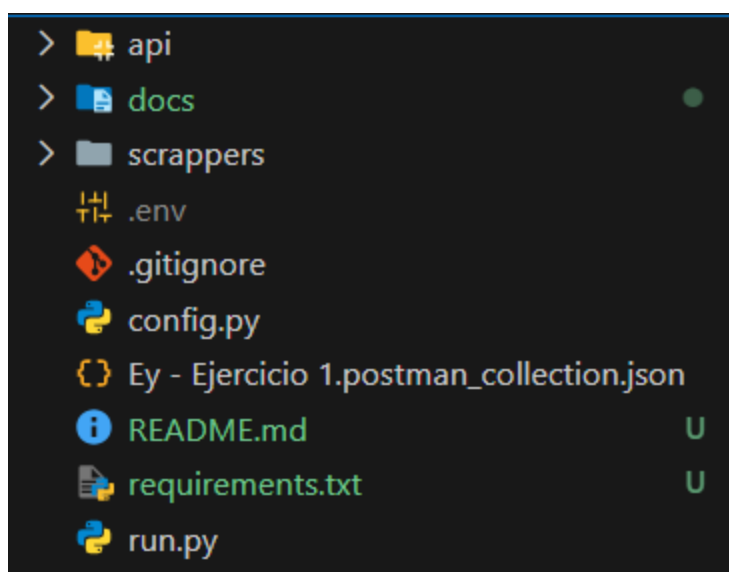 api
docs
scrappers
.env
.gitignore
config.py
Ey - Ejercicio 1.postman_collection.json
README.md U
requirements.txt U
run.py